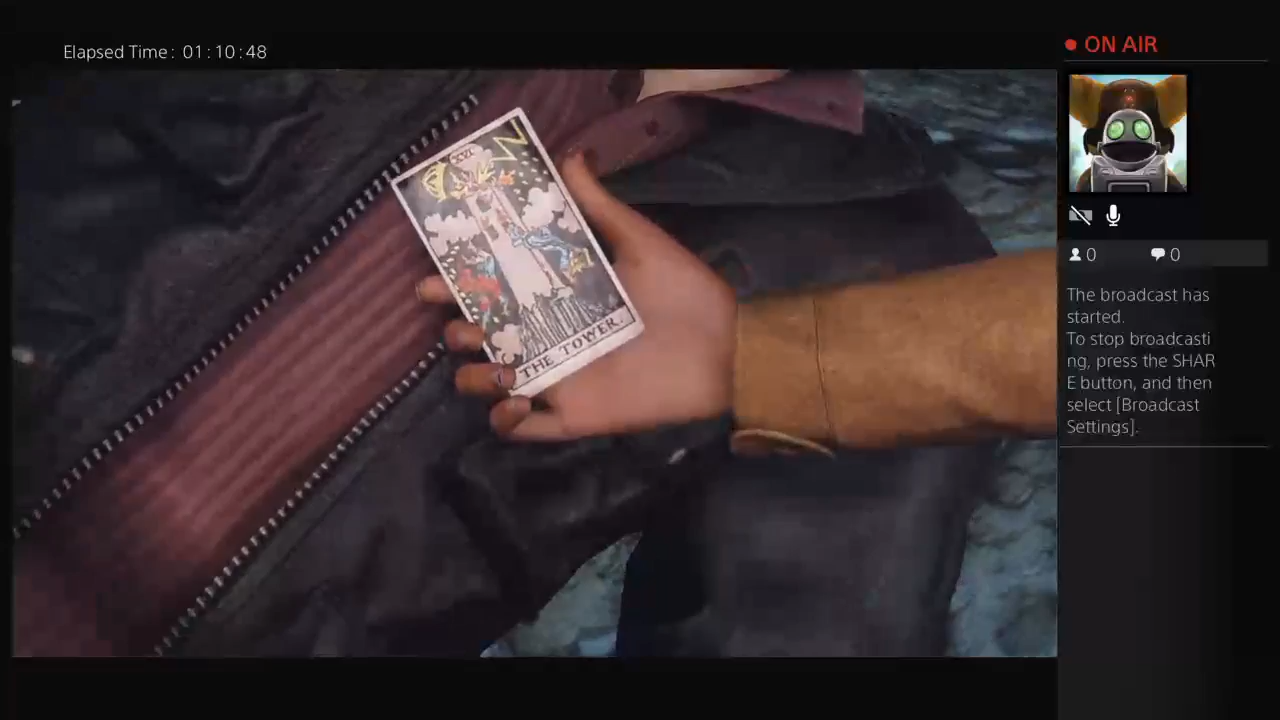 Elapsed Time: 01:10:48
ON AIR
0 0
The broadcast has
started.
To stop broadcasti
ng, press the SHAR
E button, and then
select [Broadcast
Settings].
XVI
THE TOWER.